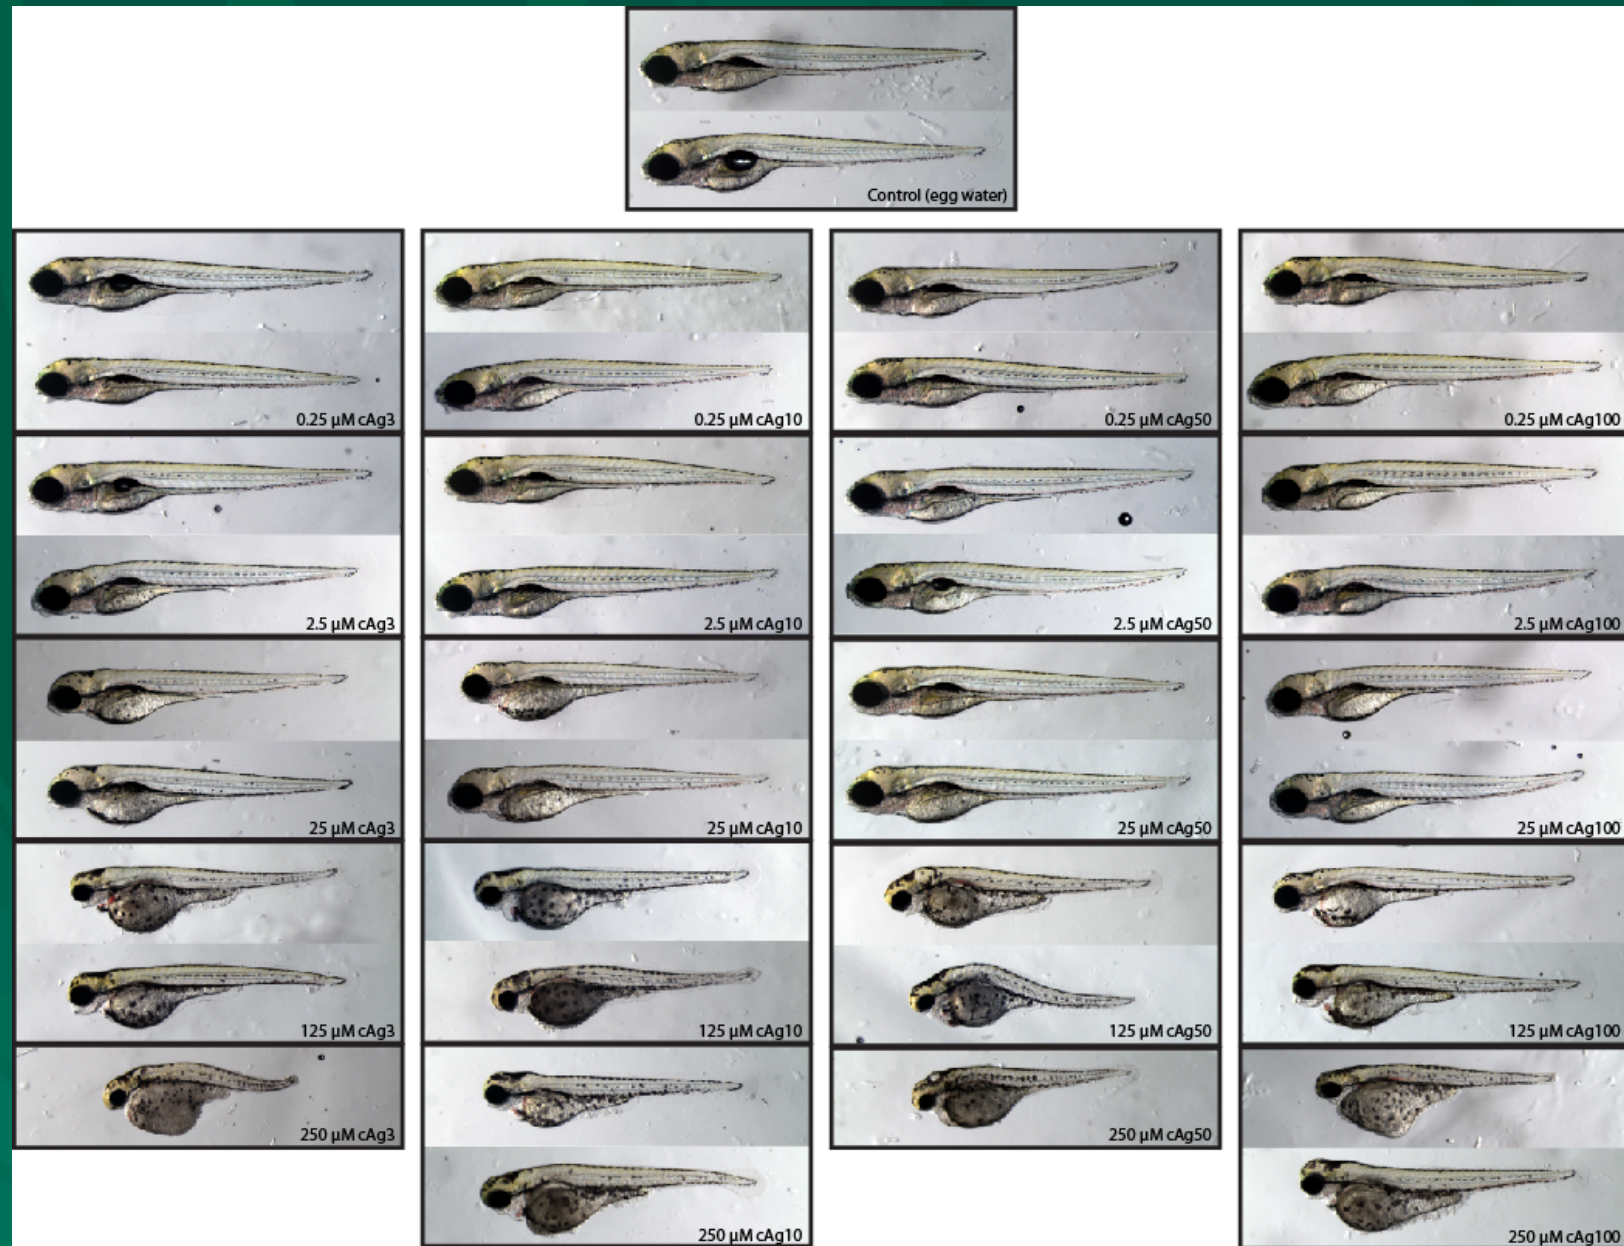 Control (egg water)
0.25 µM cAg3
0.25 µM cAg10
0.25 µM cAg50
0.25 µM cAg100
2.5 µM cAg3
2.5 µM cAg10
2.5 µM cAg50
2.5 µM cAg100
25 µM cAg3
25 µM cAg10
25 µM cAg50
25 µM cAg100
125 µM cAg3
125 µM cAg10
125 µM cAg50
125 µM cAg100
250 µM cAg3
250 µM cAg50
250 µM cAg10
250 µM cAg100